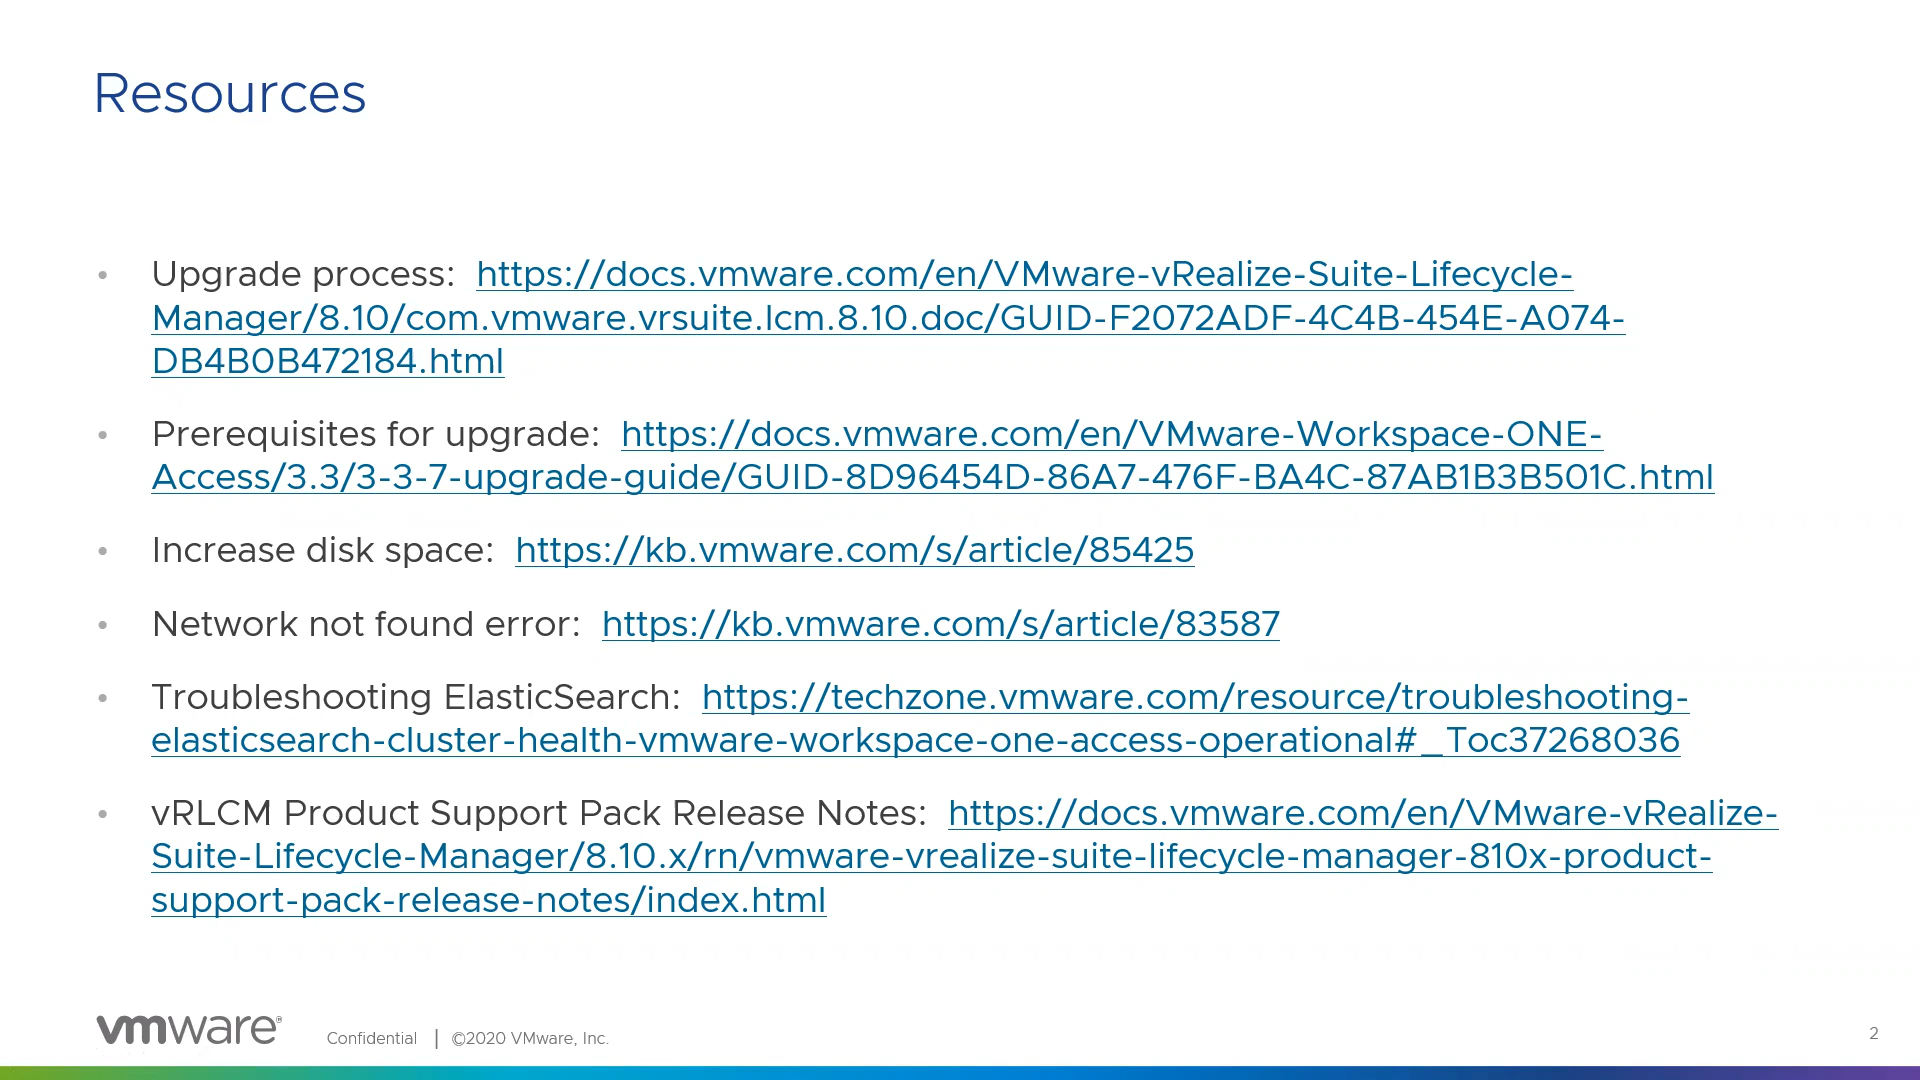 Resources
• Upgrade process: https://docs.vmware.com/en/VMware-vRealize-Suite-Lifecycle-
Manager/8.10/com.vmware.vrsuite.lcm.8.10.doc/GUID-F2072ADF-4C4B-454E-A074-
DB4B0B472184.html
• Prerequisites for upgrade: https://docs.vmware.com/en/VMware-Workspace-ONE-
Access/3.3/3-3-7-upgrade-guide/GUID-8D96454D-86A7-476F-BA4C-87AB1B3B501C.html
• Increase disk space: https://kb.vmware.com/s/article/85425
• Network not found error: https://kb.vmware.com/s/article/83587
• Troubleshooting ElasticSearch: https://techzone.vmware.com/resource/troubleshooting-
elasticsearch-cluster-health-vmware-workspace-one-access-operational#_Toc37268036
• vRLCM Product Support Pack Release Notes: https://docs.vmware.com/en/VMware-vRealize-
Suite-Lifecycle-Manager/8.10.x/rn/vmware-vrealize-suite-lifecycle-manager-810x-product-
support-pack-release-notes/index.html
vmware® Confidential | ©2020 VMware, Inc.
2